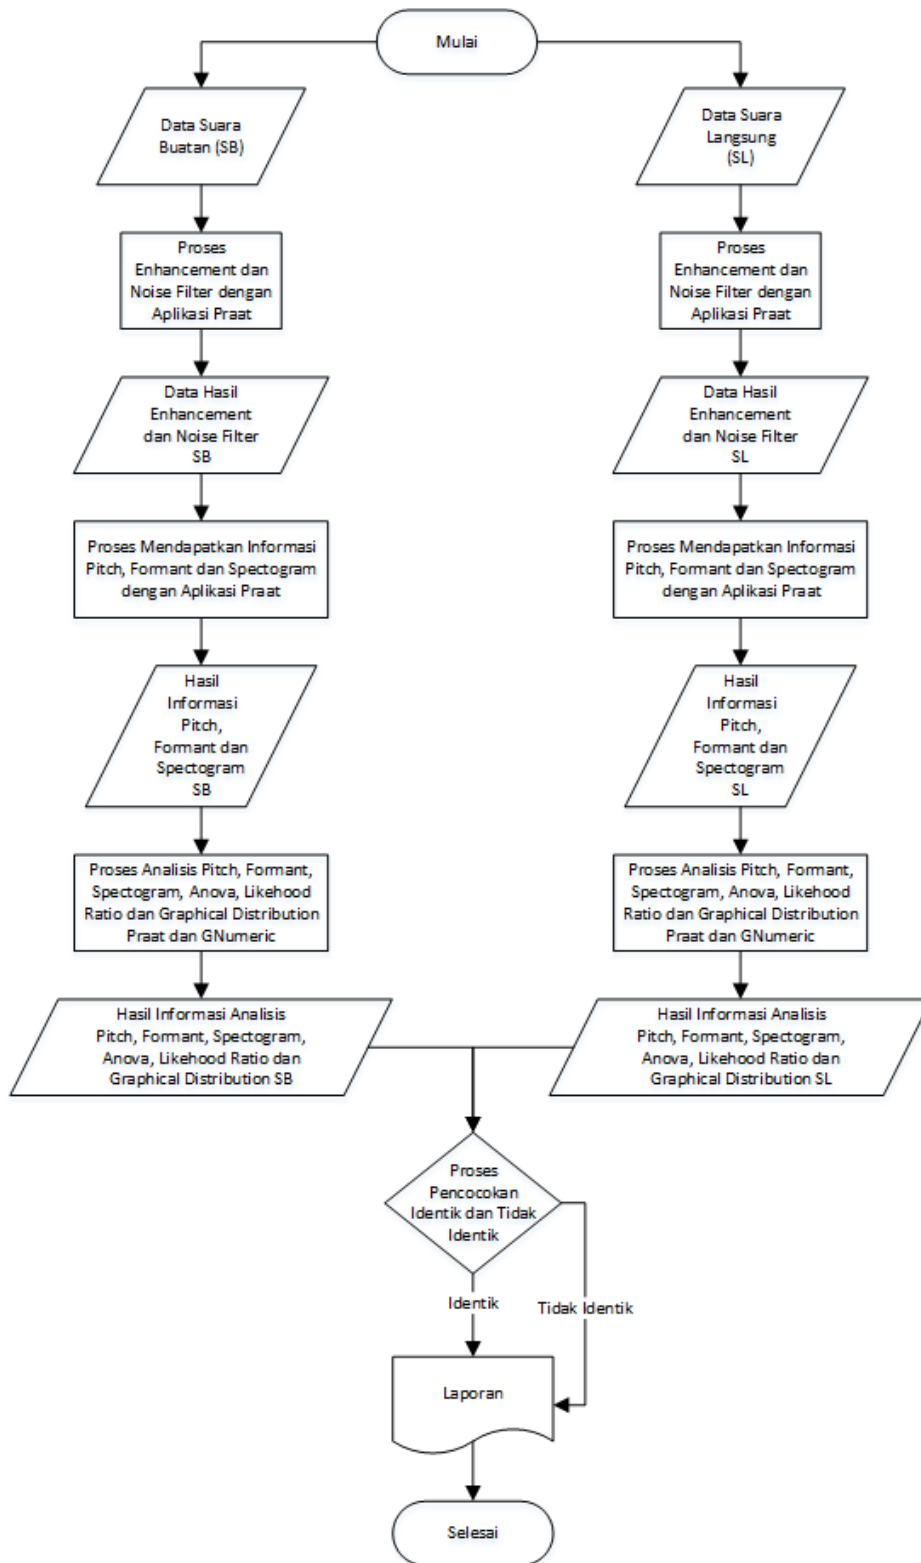 Mulai
Data Suara
Buatan (SB)
Proses
Enhancement dan
Noise Filter dengan
Aplikasi Praat
Data Hasil
Enhancement
dan Noise Filter
SB
Proses Mendapatkan Informasi
Pitch, Formant dan Spectogram
dengan Aplikasi Praat
Hasil
Informasi
Pitch,
Formant dan
Spectogram
SB
Proses Analisis Pitch, Formant,
Spectogram, Anova, Likehood
Ratio dan Graphical Distribution
Praat dan GNumeric
Hasil Informasi Analisis
Pitch, Formant, Spectogram,
Anova, Likehood Ratio dan
Graphical Distribution SB
Data Suara
Langsung
(SL)
Proses
Enhancement dan
Noise Filter dengan
Aplikasi Praat
Data Hasil
Enhancement
dan Noise Filter
SL
Proses Mendapatkan Informasi
Pitch, Formant dan Spectogram
dengan Aplikasi Praat
Hasil
Informasi
Pitch,
Formant dan
Spectogram
SL
Proses Analisis Pitch, Formant,
Spectogram, Anova, Likehood
Ratio dan Graphical Distribution
Praat dan GNumeric
Hasil Informasi Analisis
Pitch, Formant, Spectogram,
Anova, Likehood Ratio dan
Graphical Distribution SL
Proses
Pencocokan
Identik dan Tidak
Identik
Identik
Tidak Identik
Laporan
Selesai